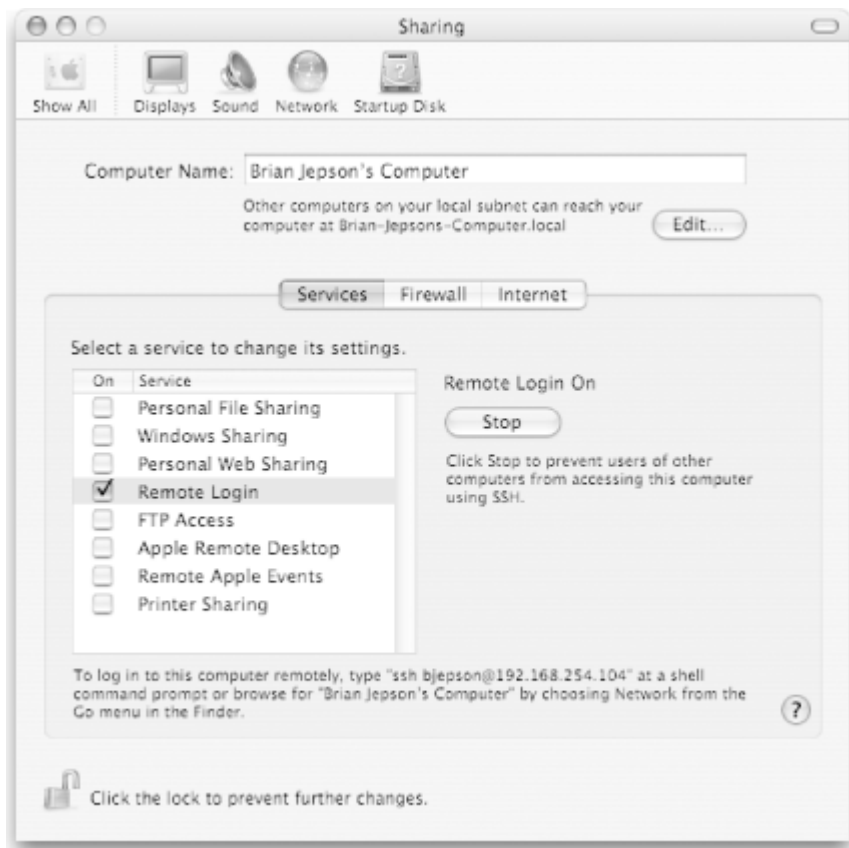 Sharing
Show All Displays Sound Network Startup Disk
Computer Name: Brian Jepson's Computer
Other computers on your local subnet can reach your
computer at Brian-Jepsons-Computer.local
Edit...
Services Firewall Internet
Select a service to change its settings.
On Service
Personal File Sharing
Windows Sharing
Personal Web Sharing
Remote Login
FTP Access
Apple Remote Desktop
Remote Apple Events
Printer Sharing
Remote Login On
Stop
Click Stop to prevent users of other
computers from accessing this computer
using SSH.
To log in to this computer remotely, type "ssh bjepson@192.168.254.104" at a shell
command prompt or browse for "Brian Jepson's Computer" by choosing Network from the
Go menu in the Finder.
?
Click the lock to prevent further changes.